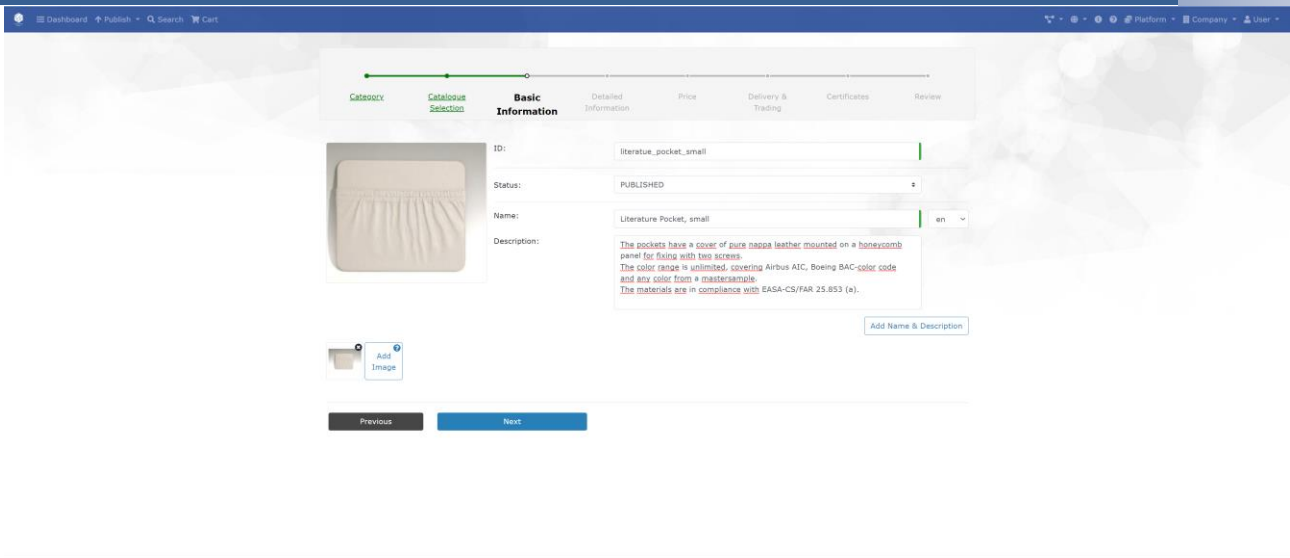 Dashboard Publish Search Cart Platform Company User
Category Catalogue Selection Basic Information Detailed Information Price Delivery & Trading Certificates Review
ID: literatue_pocket_small
Status: PUBLISHED
Name: Literature Pocket, small en
Description: The pockets have a cover of pure nappa leather mounted on a honeycomb
panel for fixing with two screws.
The color range is unlimited, covering Airbus AIC, Boeing BAC-color code
and any color from a mastersample.
The materials are in compliance with EASA-CS/FAR 25.853 (a).
Add Name & Description
Add
Image
Previous Next